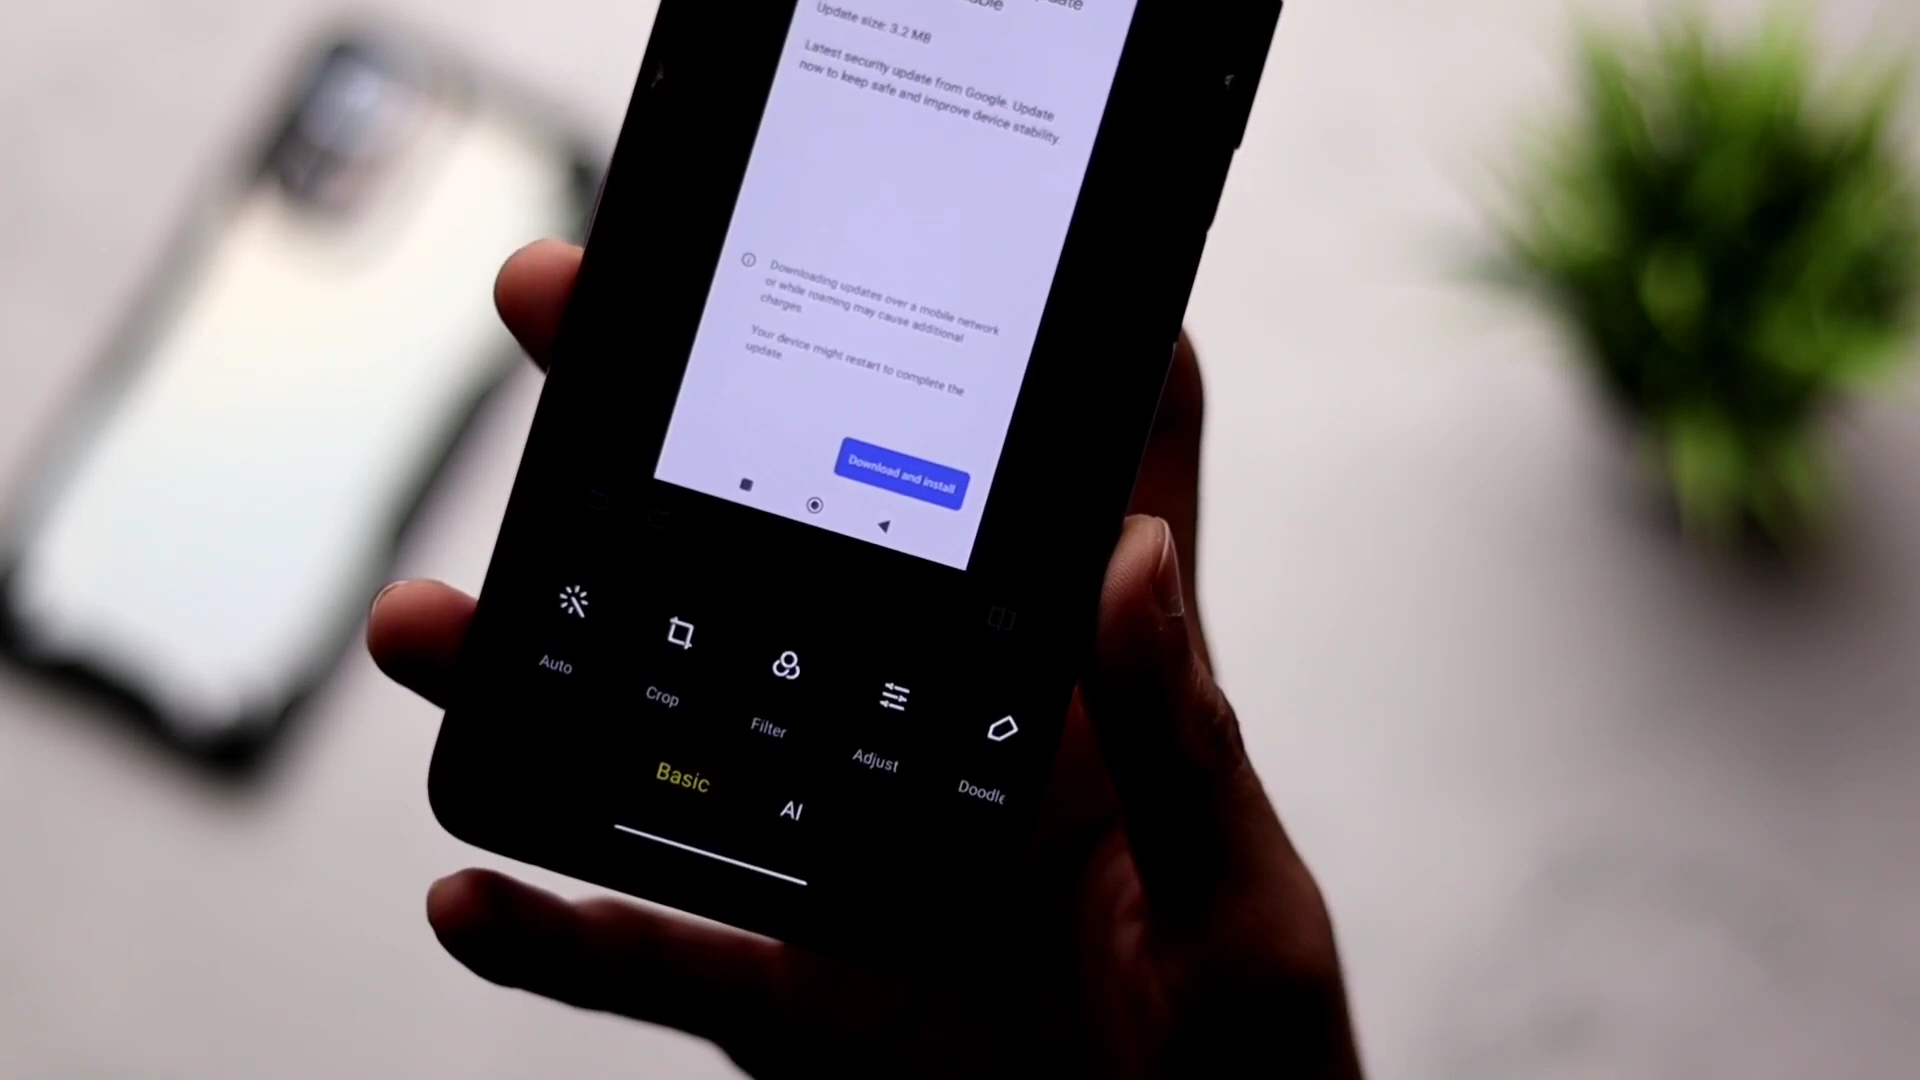 Update size: 3.2 MB
Latest security update from Google. Update
now to keep safe and improve device stability.
Downloading updates over a mobile network
or while roaming may cause additional
charges.
Your device might restart to complete the
update.
Download and install
Auto
Crop
Filter
Adjust
Doodle
Basic
AI